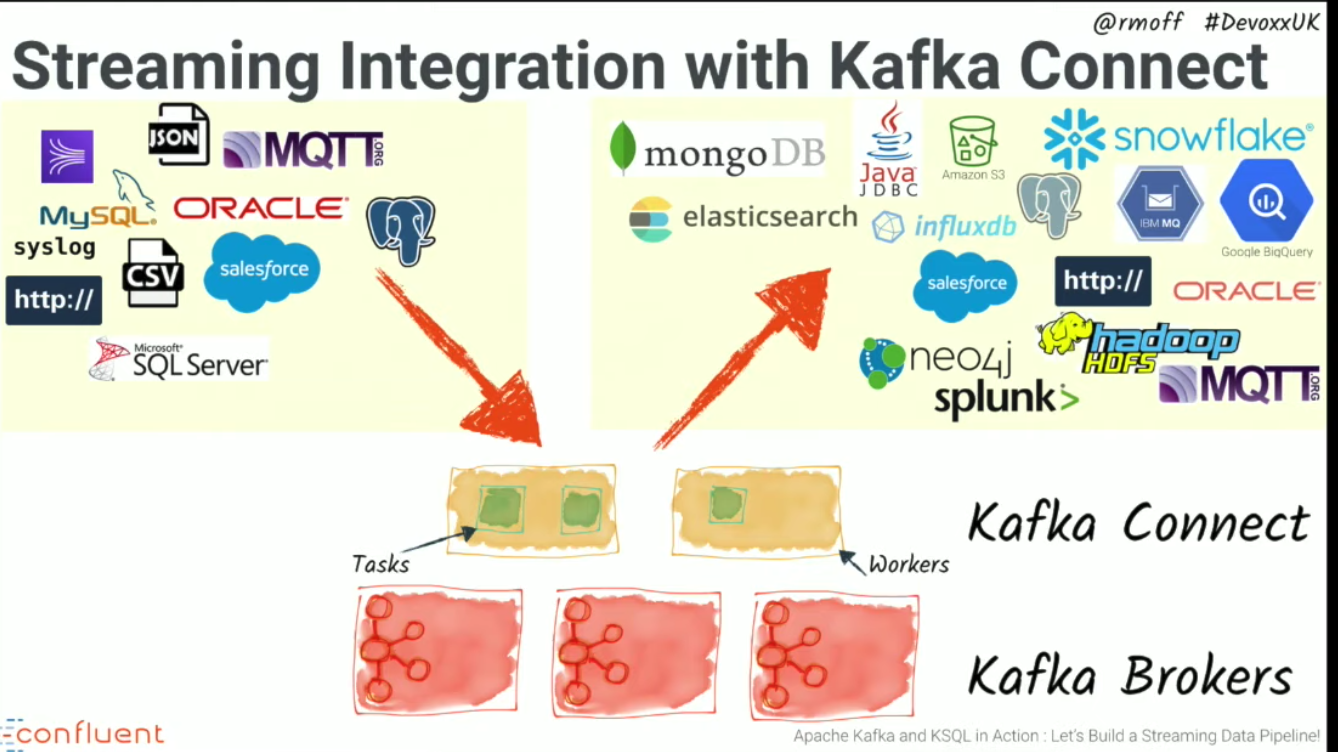 @rmoff #DevoxxUK
Streaming Integration with Kafka Connect
JSON
MQTT.ORG
MySQL
ORACLE
syslog
CSV
salesforce
http://
Microsoft
SQL Server
mongoDB
Java
JDBC
Amazon S3
snowflake
elasticsearch
influxdb
IBM MQ
Google BigQuery
salesforce
http://
ORACLE
neo4j
hadoop
HDFS
splunk>
MQTT.ORG
Tasks
Workers
Kafka Connect
Kafka Brokers
confluent
Apache Kafka and KSQL in Action : Let's Build a Streaming Data Pipeline!